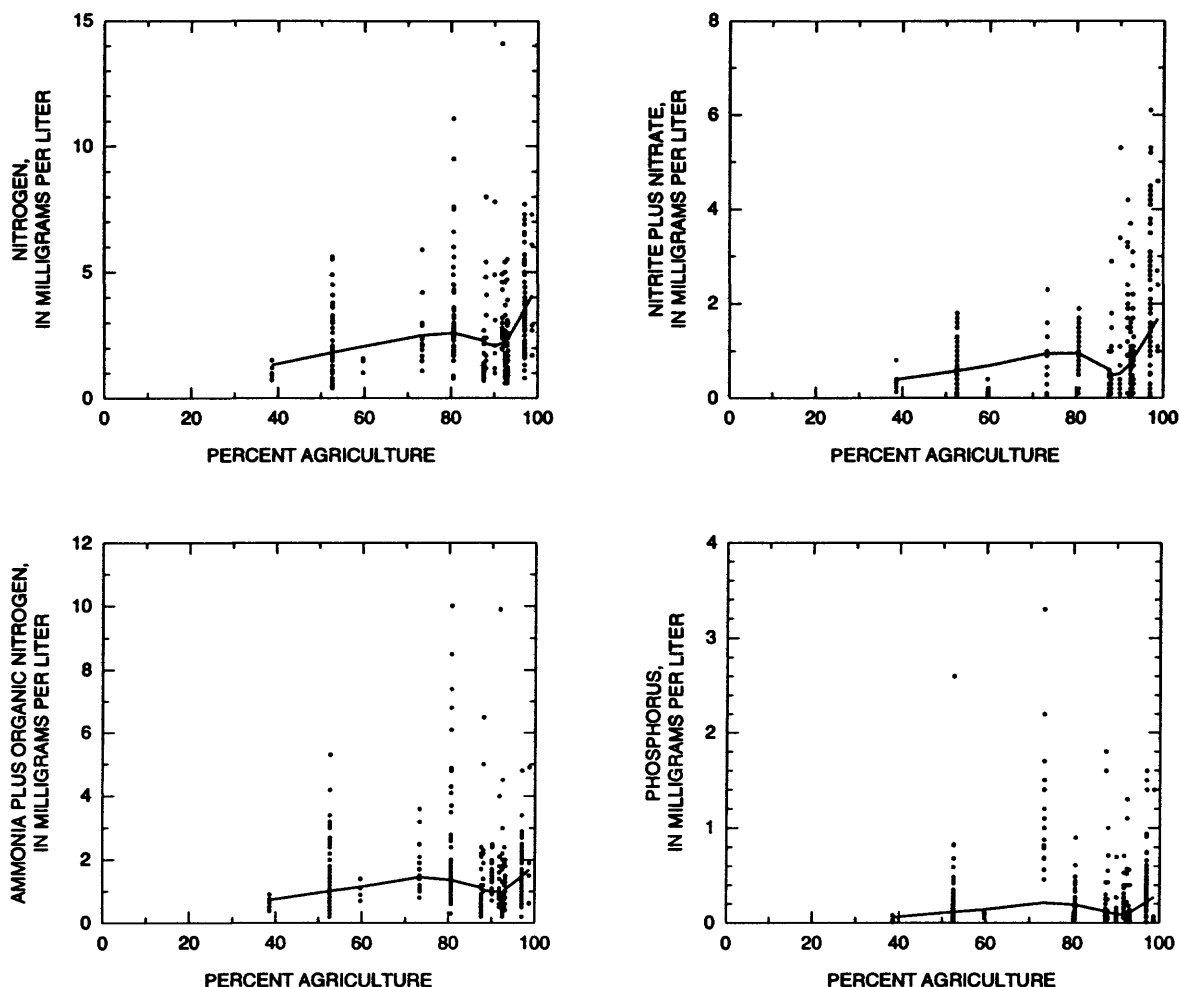 NITROGEN,
IN MILLIGRAMS PER LITER
15
10
5
0
0 20 40 60 80 100
PERCENT AGRICULTURE
NITRITE PLUS NITRATE,
IN MILLIGRAMS PER LITER
8
6
4
2
0
0 20 40 60 80 100
PERCENT AGRICULTURE
AMMONIA PLUS ORGANIC NITROGEN,
IN MILLIGRAMS PER LITER
12
10
8
6
4
2
0
0 20 40 60 80 100
PERCENT AGRICULTURE
PHOSPHORUS,
IN MILLIGRAMS PER LITER
4
3
2
1
0
0 20 40 60 80 100
PERCENT AGRICULTURE